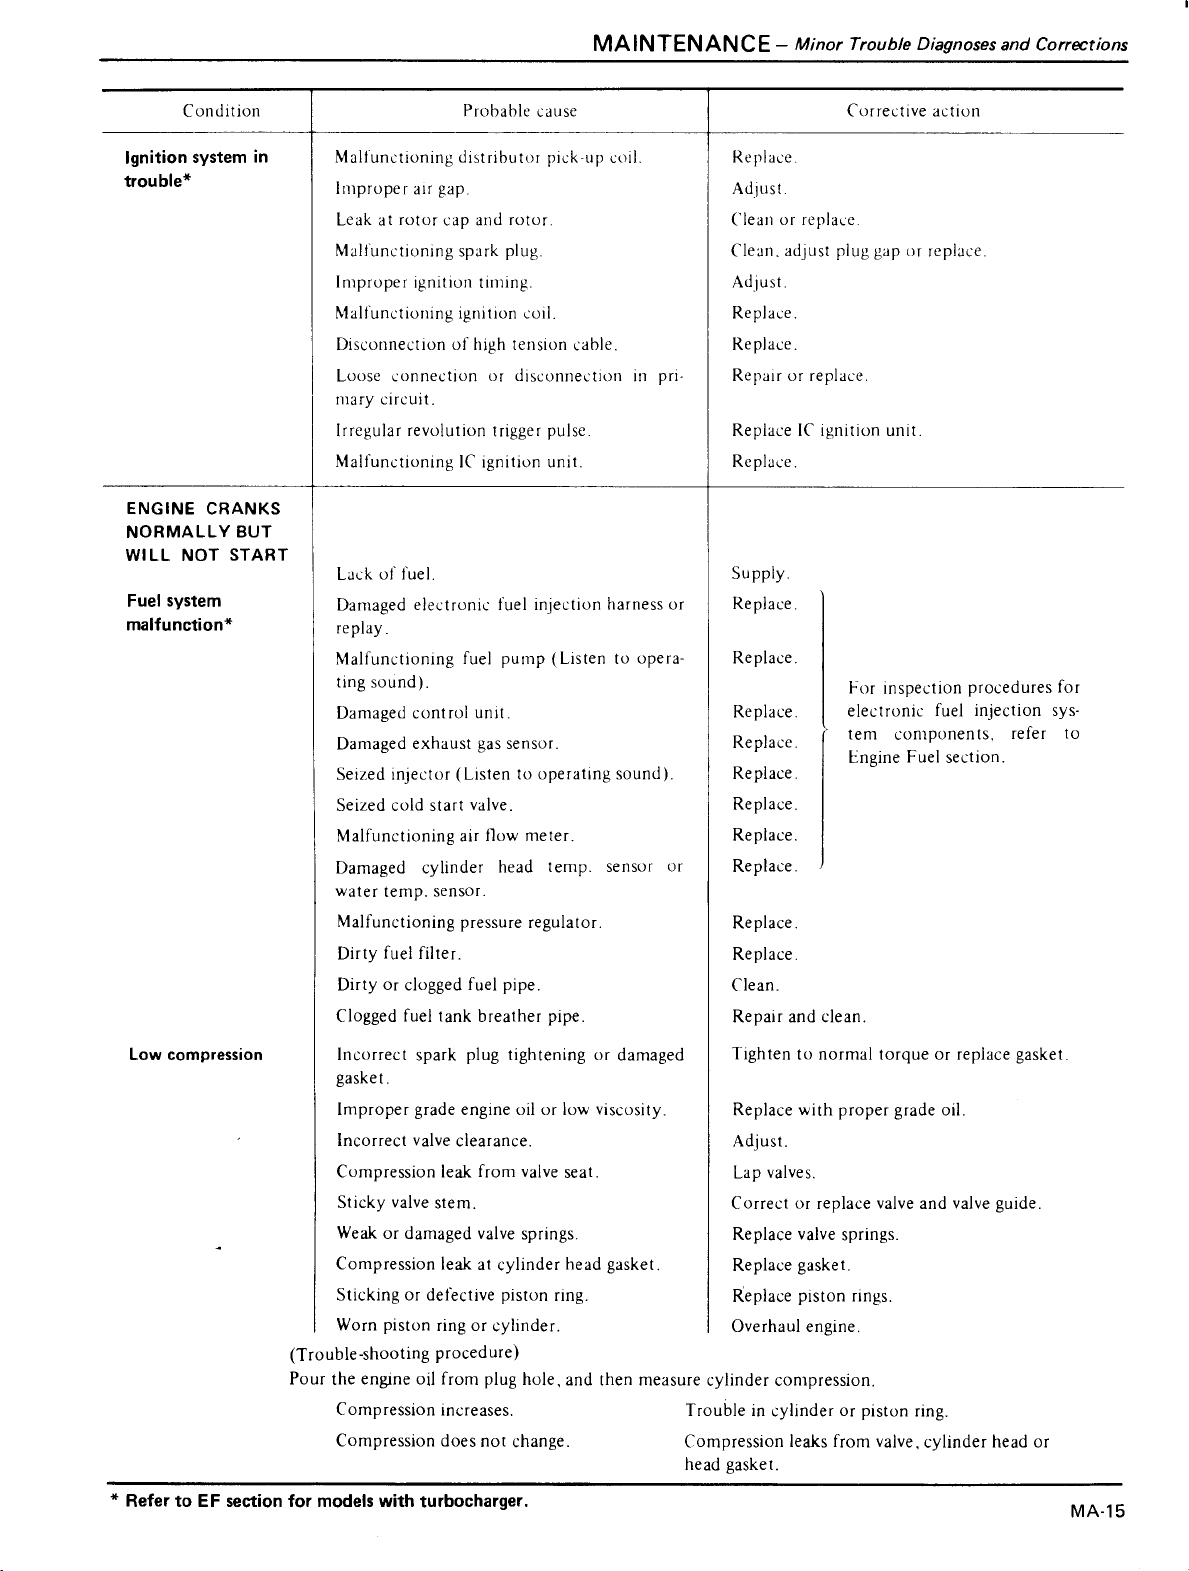 MAINTENANCE – Minor Trouble Diagnoses and Corrections
Condition Probable cause Corrective action
Ignition system in Malfunctioning distributor pick-up coil. Replace.
trouble*
Improper air gap. Adjust.
Leak at rotor cap and rotor. Clean or replace.
Malfunctioning spark plug. Clean, adjust plug gap or replace.
Improper ignition timing. Adjust.
Malfunctioning ignition coil. Replace.
Disconnection of high tension cable. Replace.
Loose connection or disconnection in pri- Repair or replace.
mary circuit.
Irregular revolution trigger pulse. Replace IC ignition unit.
Malfunctioning IC ignition unit. Replace.
ENGINE CRANKS
NORMALLY BUT
WILL NOT START
Lack of fuel. Supply.
Fuel system Damaged electronic fuel injection harness or Replace.
malfunction* replay.
Malfunctioning fuel pump (Listen to opera- Replace.
ting sound). For inspection procedures for
Damaged control unit. Replace. electronic fuel injection sys-
Damaged exhaust gas sensor. Replace. tem components, refer to
Engine Fuel section.
Seized injector (Listen to operating sound). Replace.
Seized cold start valve. Replace.
Malfunctioning air flow meter. Replace.
Damaged cylinder head temp. sensor or Replace.
water temp. sensor.
Malfunctioning pressure regulator. Replace.
Dirty fuel filter. Replace.
Dirty or clogged fuel pipe. Clean.
Clogged fuel tank breather pipe. Repair and clean.
Low compression Incorrect spark plug tightening or damaged Tighten to normal torque or replace gasket.
gasket.
Improper grade engine oil or low viscosity. Replace with proper grade oil.
Incorrect valve clearance. Adjust.
Compression leak from valve seat. Lap valves.
Sticky valve stem. Correct or replace valve and valve guide.
Weak or damaged valve springs. Replace valve springs.
Compression leak at cylinder head gasket. Replace gasket.
Sticking or defective piston ring. Replace piston rings.
Worn piston ring or cylinder. Overhaul engine.
(Trouble-shooting procedure)
Pour the engine oil from plug hole, and then measure cylinder compression.
Compression increases. Trouble in cylinder or piston ring.
Compression does not change. Compression leaks from valve, cylinder head or
head gasket.
* Refer to EF section for models with turbocharger.
MA-15